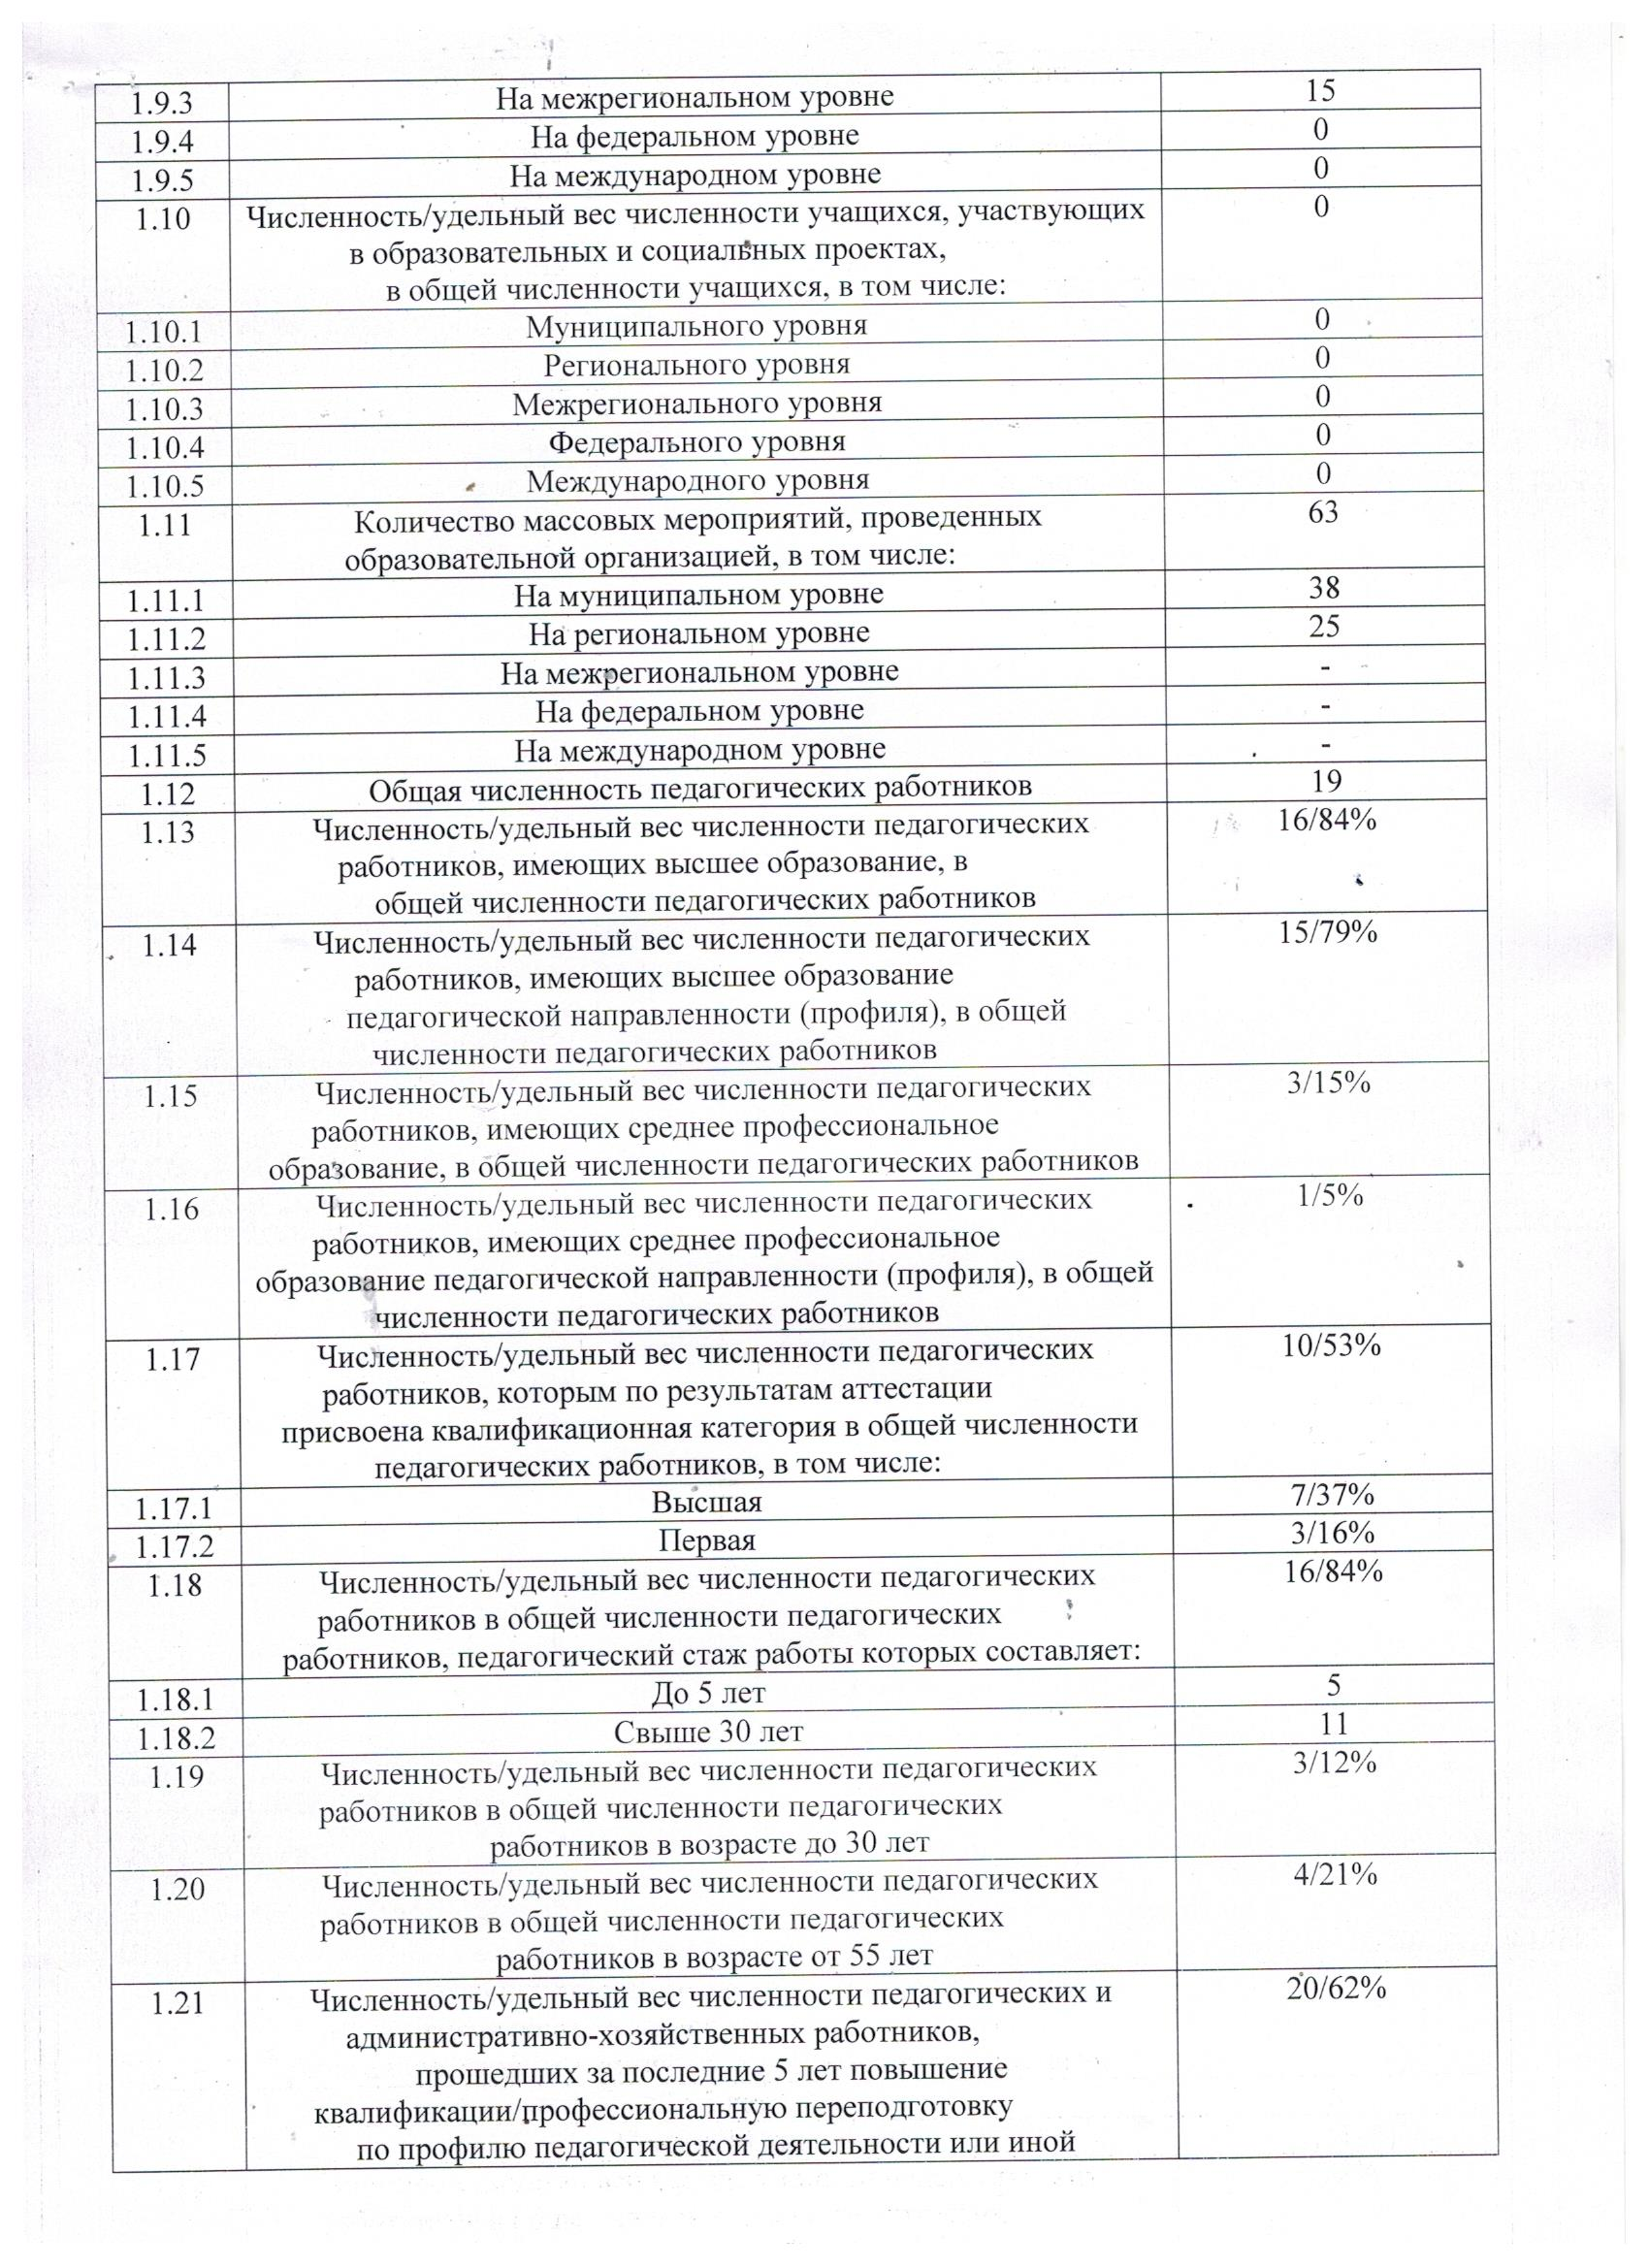 1.9.3 На межрегиональном уровне 15
1.9.4 На федеральном уровне 0
1.9.5 На международном уровне 0
1.10 Численность/удельный вес численности учащихся, участвующих 0
в образовательных и социальных проектах,
в общей численности учащихся, в том числе:
1.10.1 Муниципального уровня 0
1.10.2 Регионального уровня 0
1.10.3 Межрегионального уровня 0
1.10.4 Федерального уровня 0
1.10.5 Международного уровня 0
1.11 Количество массовых мероприятий, проведенных 63
образовательной организацией, в том числе:
1.11.1 На муниципальном уровне 38
1.11.2 На региональном уровне 25
1.11.3 На межрегиональном уровне -
1.11.4 На федеральном уровне -
1.11.5 На международном уровне -
1.12 Общая численность педагогических работников 19
1.13 Численность/удельный вес численности педагогических 16/84%
работников, имеющих высшее образование, в
общей численности педагогических работников
1.14 Численность/удельный вес численности педагогических 15/79%
работников, имеющих высшее образование
педагогической направленности (профиля), в общей
численности педагогических работников
1.15 Численность/удельный вес численности педагогических 3/15%
работников, имеющих среднее профессиональное
образование, в общей численности педагогических работников
1.16 Численность/удельный вес численности педагогических 1/5%
работников, имеющих среднее профессиональное
образование педагогической направленности (профиля), в общей
численности педагогических работников
1.17 Численность/удельный вес численности педагогических 10/53%
работников, которым по результатам аттестации
присвоена квалификационная категория в общей численности
педагогических работников, в том числе:
1.17.1 Высшая 7/37%
1.17.2 Первая 3/16%
1.18 Численность/удельный вес численности педагогических 16/84%
работников в общей численности педагогических
работников, педагогический стаж работы которых составляет:
1.18.1 До 5 лет 5
1.18.2 Свыше 30 лет 11
1.19 Численность/удельный вес численности педагогических 3/12%
работников в общей численности педагогических
работников в возрасте до 30 лет
1.20 Численность/удельный вес численности педагогических 4/21%
работников в общей численности педагогических
работников в возрасте от 55 лет
1.21 Численность/удельный вес численности педагогических и 20/62%
административно-хозяйственных работников,
прошедших за последние 5 лет повышение
квалификации/профессиональную переподготовку
по профилю педагогической деятельности или иной